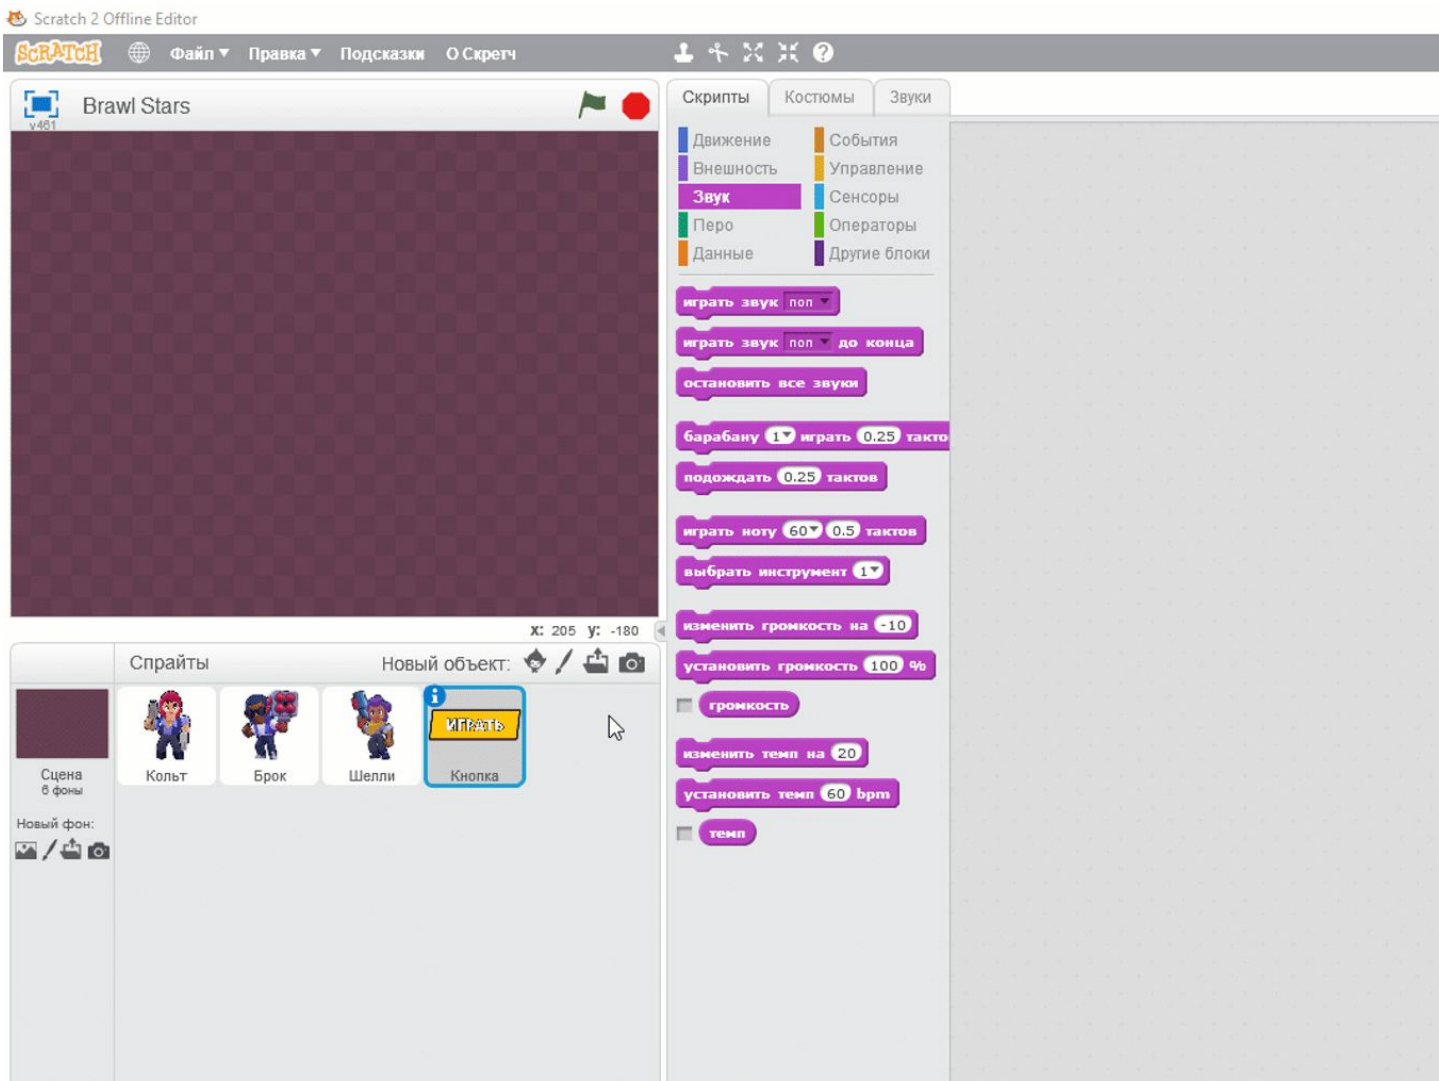 Scratch 2 Offline Editor
SCRATCH Файл Правка Подсказки О Скретч
Brawl Stars
v461
Скрипты Костюмы Звуки
Движение События
Внешность Управление
Звук Сенсоры
Перо Операторы
Данные Другие блоки
играть звук поп
играть звук поп до конца
остановить все звуки
барабану 1 играть 0.25 такто
подождать 0.25 тактов
играть ноту 60 0.5 тактов
выбрать инструмент 1
изменить громкость на -10
установить громкость 100 %
громкость
изменить темп на 20
установить темп 60 bpm
темп
x: 205 y: -180
Спрайты Новый объект:
ИГРАТЬ
Сцена
6 фоны
Кольт Брок Шелли Кнопка
Новый фон: